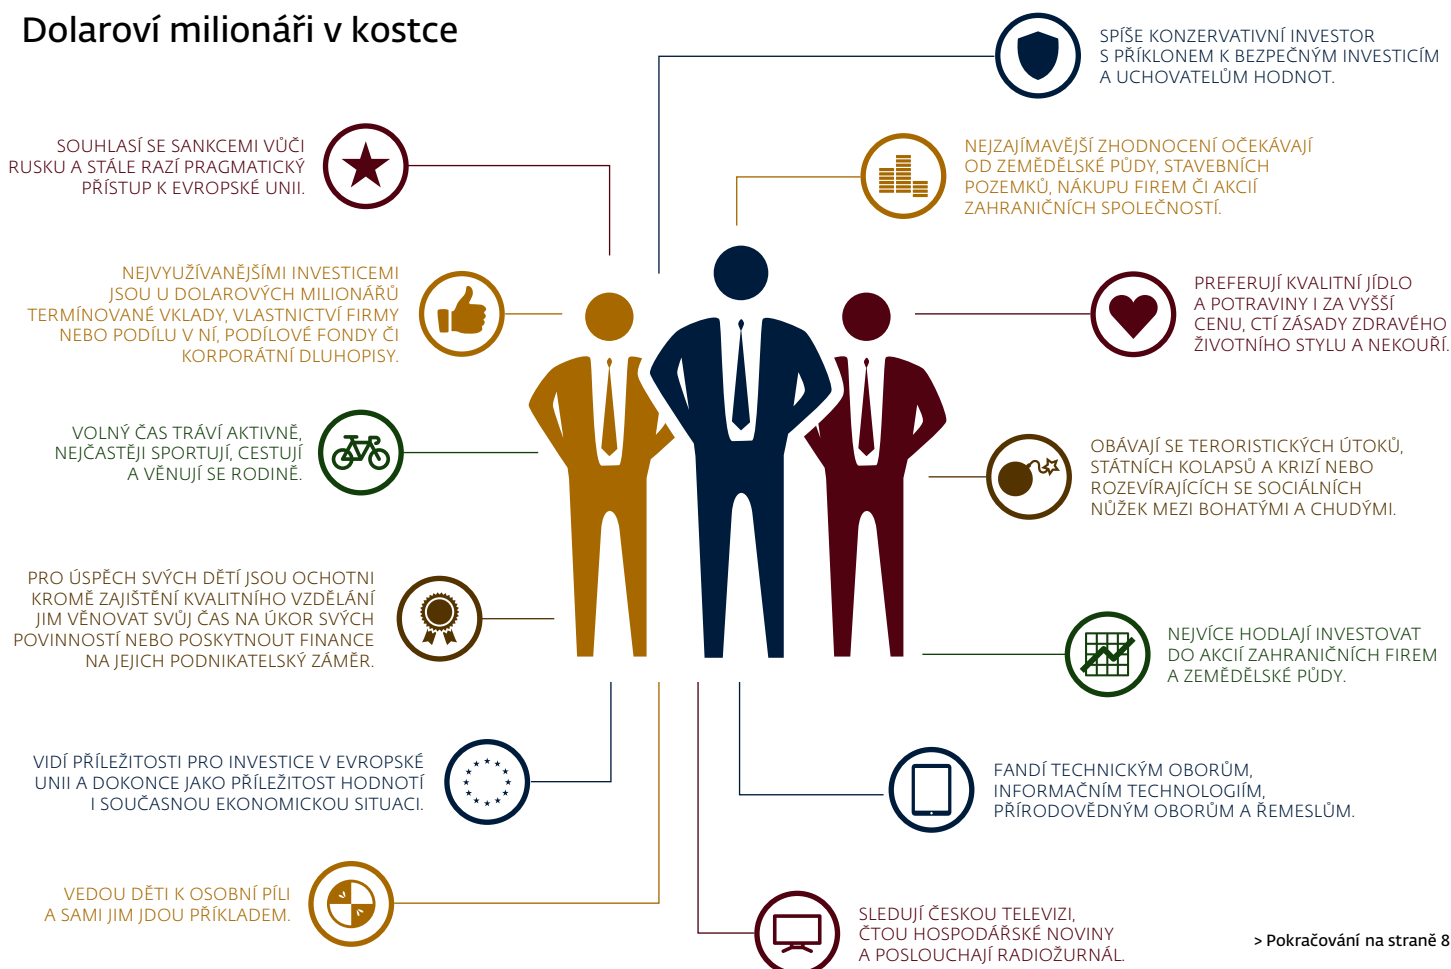 Dolaroví milionáři v kostce
SPÍŠE KONZERVATIVNÍ INVESTOR
S PŘÍKLONEM K BEZPEČNÝM INVESTICÍM
A UCHOVATELŮM HODNOT.
SOUHLASÍ SE SANKCEMI VŮČI
RUSKU A STÁLE RAZÍ PRAGMATICKÝ
PŘÍSTUP K EVROPSKÉ UNII.
NEJZAJÍMAVĚJŠÍ ZHODNOCENÍ OČEKÁVAJÍ
OD ZEMĚDĚLSKÉ PŮDY, STAVEBNÍCH
POZEMKŮ, NÁKUPU FIREM ČI AKCIÍ
ZAHRANIČNÍCH SPOLEČNOSTÍ.
NEJVYUŽÍVANĚJŠÍMI INVESTICEMI
JSOU U DOLAROVÝCH MILIONÁŘŮ
TERMÍNOVANÉ VKLADY, VLASTNICTVÍ FIRMY
NEBO PODÍLU V NÍ, PODÍLOVÉ FONDY ČI
KORPORÁTNÍ DLUHOPISY.
PREFERUJÍ KVALITNÍ JÍDLO
A POTRAVINY I ZA VYŠŠÍ
CENU, CTÍ ZÁSADY ZDRAVÉHO
ŽIVOTNÍHO STYLU A NEKOUŘÍ.
VOLNÝ ČAS TRÁVÍ AKTIVNĚ,
NEJČASTĚJI SPORTUJÍ, CESTUJÍ
A VĚNUJÍ SE RODINĚ.
OBÁVAJÍ SE TERORISTICKÝCH ÚTOKŮ,
STÁTNÍCH KOLAPSŮ A KRIZÍ NEBO
ROZEVÍRAJÍCÍCH SE SOCIÁLNÍCH
NŮŽEK MEZI BOHATÝMI A CHUDÝMI.
PRO ÚSPĚCH SVÝCH DĚTÍ JSOU OCHOTNI
KROMĚ ZAJIŠTĚNÍ KVALITNÍHO VZDĚLÁNÍ
JIM VĚNOVAT SVŮJ ČAS NA ÚKOR SVÝCH
POVINNOSTÍ NEBO POSKYTNOUT FINANCE
NA JEJICH PODNIKATELSKÝ ZÁMĚR.
NEJVÍCE HODLAJÍ INVESTOVAT
DO AKCIÍ ZAHRANIČNÍCH FIREM
A ZEMĚDĚLSKÉ PŮDY.
VIDÍ PŘÍLEŽITOSTI PRO INVESTICE V EVROPSKÉ
UNII A DOKONCE JAKO PŘÍLEŽITOST HODNOTÍ
I SOUČASNOU EKONOMICKOU SITUACI.
FANDÍ TECHNICKÝM OBORŮM,
INFORMAČNÍM TECHNOLOGIÍM,
PŘÍRODOVĚDNÝM OBORŮM A ŘEMESLŮM.
VEDOU DĚTI K OSOBNÍ PÍLI
A SAMI JIM JDOU PŘÍKLADEM.
SLEDUJÍ ČESKOU TELEVIZI,
ČTOU HOSPODÁŘSKÉ NOVINY
A POSLOUCHAJÍ RADIOŽURNÁL.
> Pokračování na straně 8